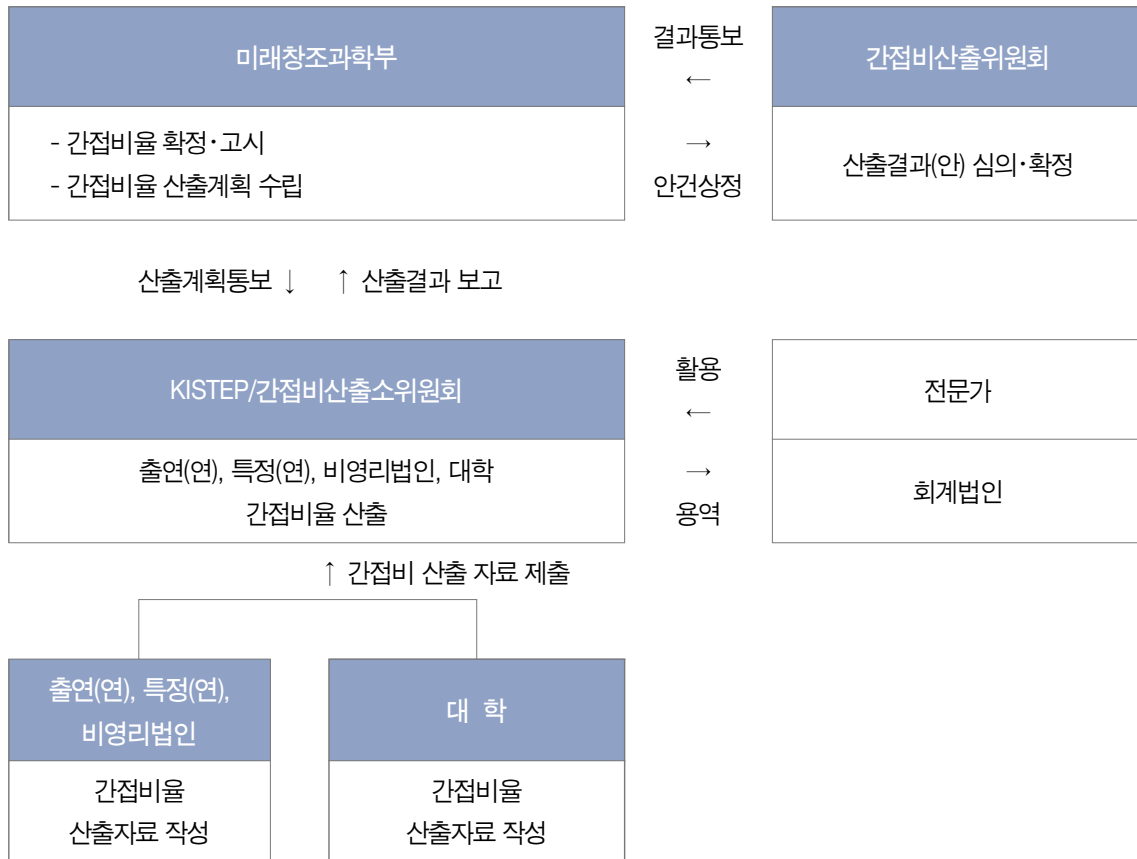 미래창조과학부
결과통보
←
간접비산출위원회
- 간접비율 확정·고시
- 간접비율 산출계획 수립
→
안건상정
산출결과(안) 심의·확정
산출계획통보 ↓ ↑ 산출결과 보고
KISTEP/간접비산출소위원회
활용
←
전문가
출연(연), 특정(연), 비영리법인, 대학
간접비율 산출
→
용역
회계법인
↑ 간접비 산출 자료 제출
출연(연), 특정(연),
비영리법인
대 학
간접비율
산출자료 작성
간접비율
산출자료 작성